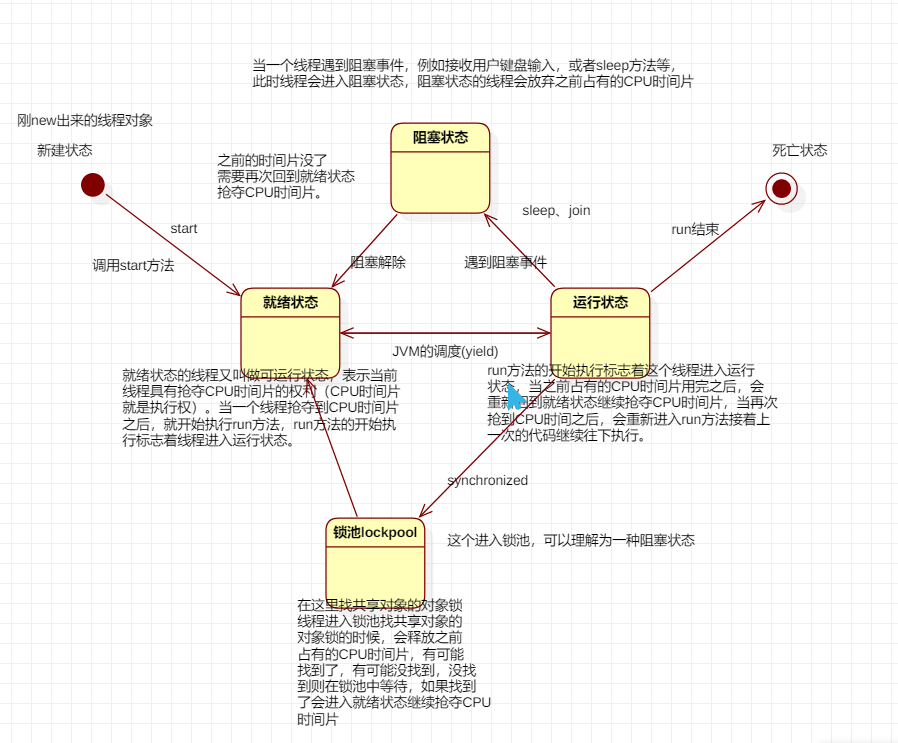 当一个线程遇到阻塞事件，例如接收用户键盘输入，或者sleep方法等，
此时线程会进入阻塞状态，阻塞状态的线程会放弃之前占有的CPU时间片
刚new出来的线程对象
新建状态
阻塞状态
死亡状态
之前的时间片没了
需要再次回到就绪状态
抢夺CPU时间片。
sleep、join
start
run结束
调用start方法
阻塞解除
遇到阻塞事件
就绪状态
运行状态
JVM的调度(yield)
就绪状态的线程又叫做可运行状态，表示当前
线程具有抢夺CPU时间片的权利（CPU时间片
就是执行权）。当一个线程抢夺到CPU时间片
之后，就开始执行run方法，run方法的开始执
行标志着线程进入运行状态。
run方法的开始执行标志着这个线程进入运行
状态，当之前占有的CPU时间片用完之后，会
重新回到就绪状态继续抢夺CPU时间片，当再次
抢到CPU时间之后，会重新进入run方法接着上
一次的代码继续往下执行。
synchronized
锁池lockpool
这个进入锁池，可以理解为一种阻塞状态
在这里找共享对象的对象锁
线程进入锁池找共享对象的
对象锁的时候，会释放之前
占有的CPU时间片，有可能
找到了，有可能没找到，没找
到则在锁池中等待，如果找到
了会进入就绪状态继续抢夺CPU
时间片